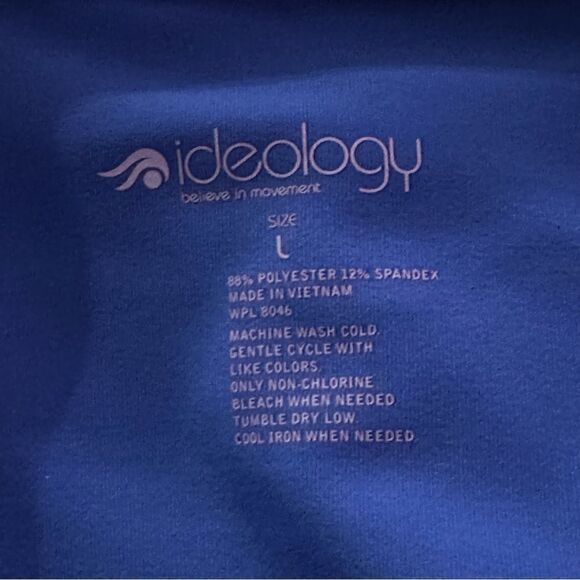 ideology
believe in movement
SIZE
L
88% POLYESTER 12% SPANDEX
MADE IN VIETNAM
WPL 8046
MACHINE WASH COLD.
GENTLE CYCLE WITH
LIKE COLORS.
ONLY NON-CHLORINE
BLEACH WHEN NEEDED
TUMBLE DRY LOW.
COOL IRON WHEN NEEDED